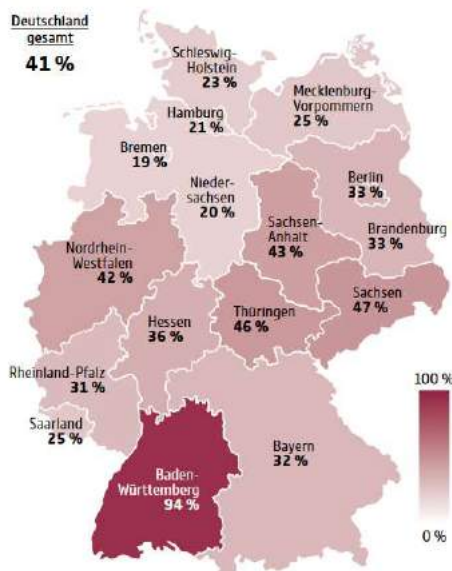 Deutschland
gesamt
41 %
Schleswig-
Holstein
23 %
Mecklenburg-
Vorpommern
25 %
Hamburg
21 %
Bremen
19 %
Nieder-
sachsen
20 %
Berlin
33 %
Brandenburg
33 %
Sachsen-
Anhalt
43 %
Nordrhein-
Westfalen
42 %
Sachsen
47 %
Thüringen
46 %
Hessen
36 %
Rheinland-Pfalz
31 %
Saarland
25 %
Bayern
32 %
Baden-
Württemberg
94 %
100 %
0 %